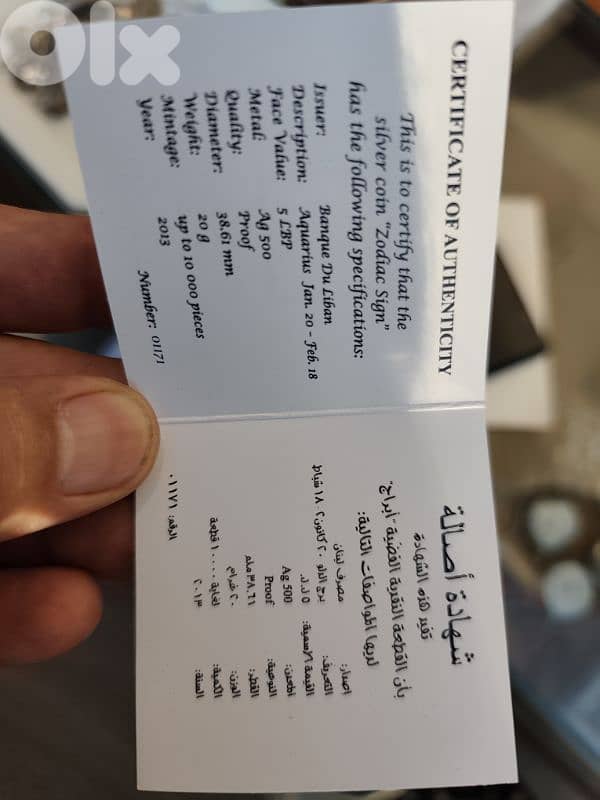 olx
CERTIFICATE OF AUTHENTICITY
This is to certify that the
silver coin "Zodiac Sign"
has the following specifications:
Issuer: Banque Du Liban
Description: Aquarius Jan. 20 - Feb. 18
Face Value: 5 LBP
Metal: Ag 500
Quality: Proof
Diameter: 38.61 mm
Weight: 20 g
Mintage: up to 10 000 pieces
Year: 2013
Number: 01171
شهادة أصالة
تفيد هذه الشهادة
بأن القطعة النقدية الفضية "أبراج"
لديها المواصفات التالية:
إصدار: مصرف لبنان
التعريف: برج الدلو ٢٠ كانون٢ - ١٨ شباط
القيمة الاسمية: ٥ ل.ل.
المعدن: Ag 500
النوعية: Proof
القطر: ٣٨.٦١ ملم
الوزن: ٢٠ غرام
الكمية: لغاية ١٠٠٠٠ قطعة
السنة: ٢٠١٣
الرقم: ٠١١٧١